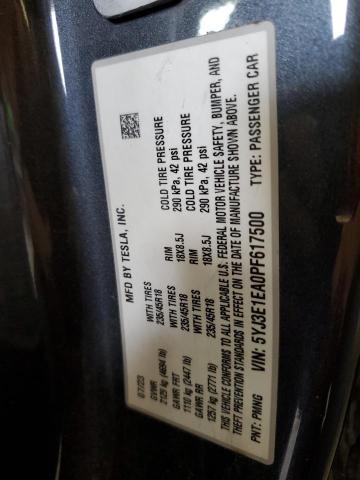 MFD BY TESLA, INC.
07/23
GVWR
2129 kg (4694 lb)
GAWR FRT WITH TIRES RIM COLD TIRE PRESSURE
1110 kg (2447 lb) 235/45R18 18X8.5J 290 kPa, 42 psi
GAWR RR WITH TIRES RIM COLD TIRE PRESSURE
1257 kg (2771 lb) 235/45R18 18X8.5J 290 kPa, 42 psi
THIS VEHICLE CONFORMS TO ALL APPLICABLE U.S. FEDERAL MOTOR VEHICLE SAFETY, BUMPER, AND
THEFT PREVENTION STANDARDS IN EFFECT ON THE DATE OF MANUFACTURE SHOWN ABOVE.
VIN: 5YJ3E1EA0PF617500 TYPE: PASSENGER CAR
PNT: PMNG